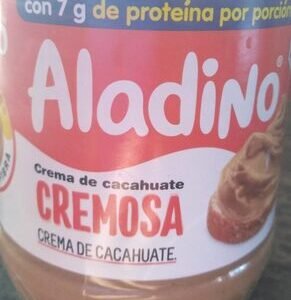 con 7 g de proteína por porción
Aladino
Crema de cacahuate
CREMOSA
CREMA DE CACAHUATE.